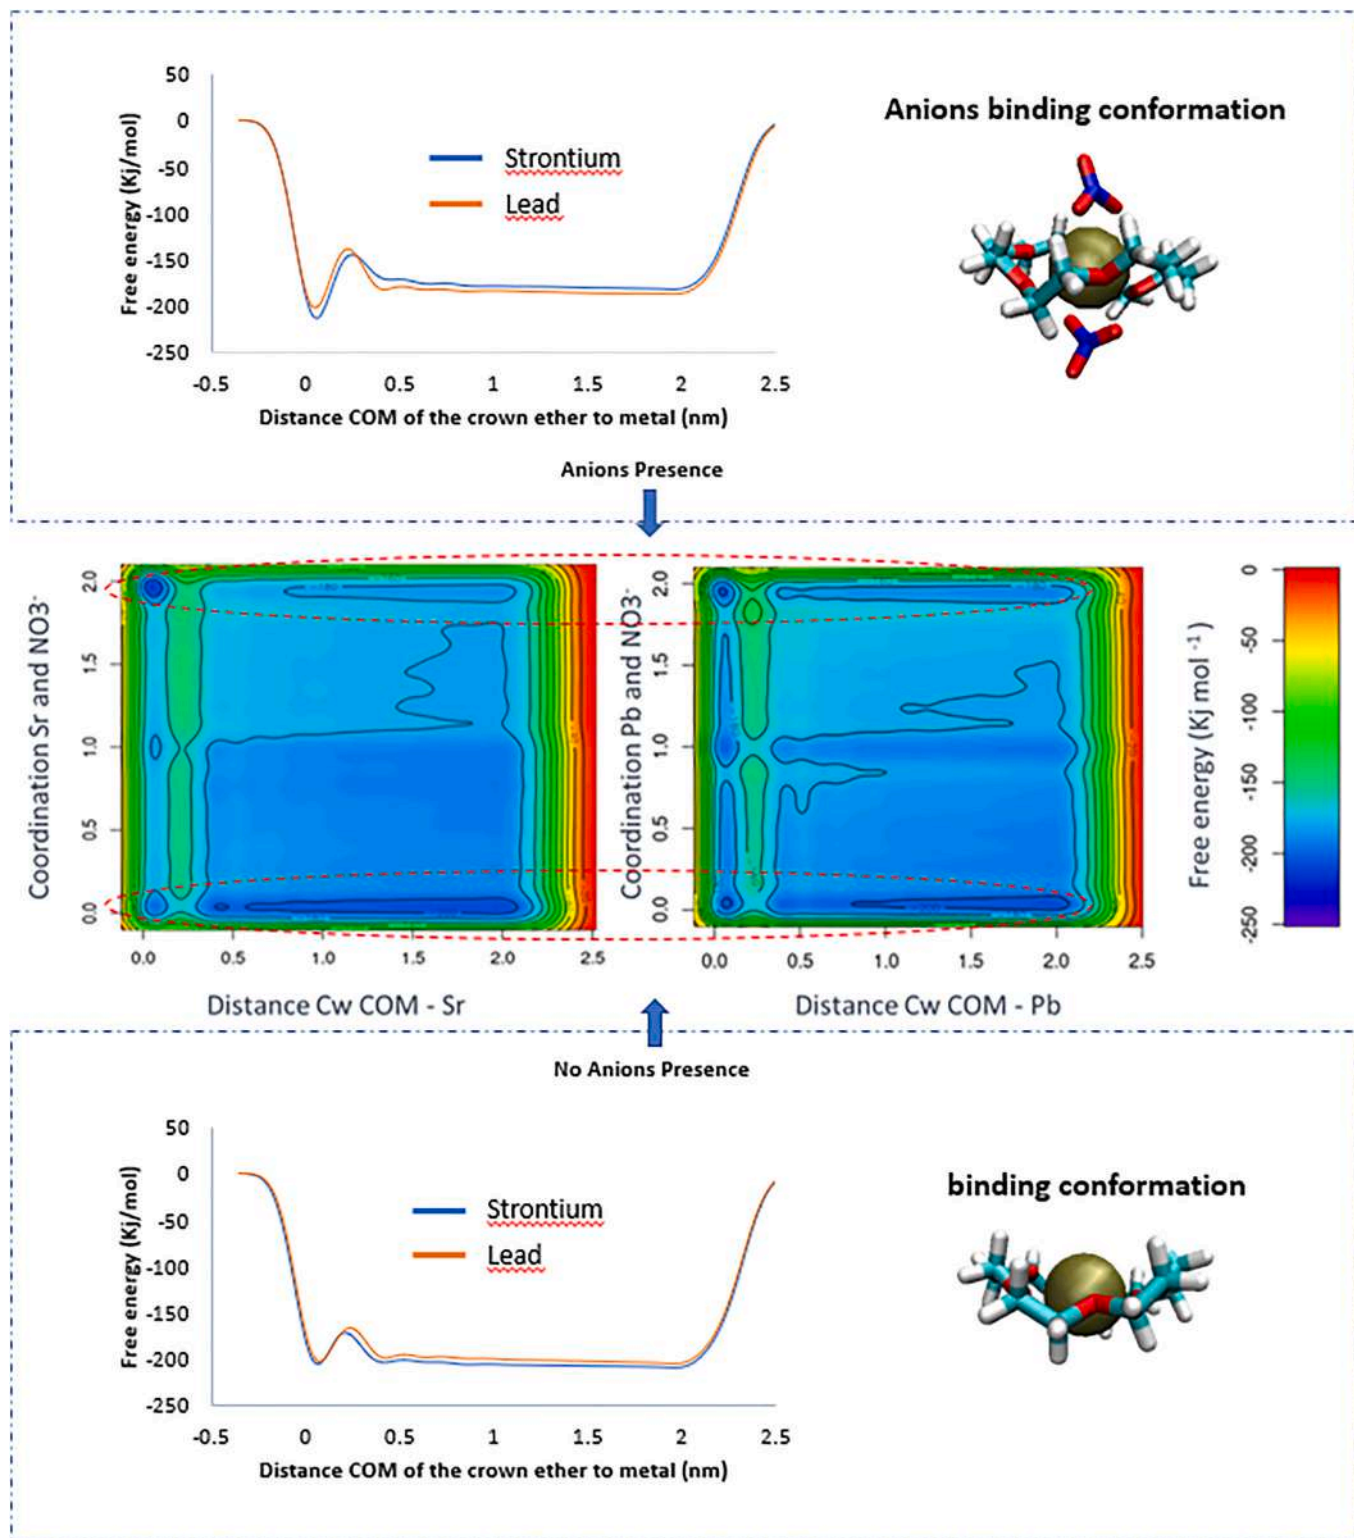 50
0
-50
-100
-150
-200
-250
Free energy (Kj/mol)
Strontium
Lead
-0.5 0 0.5 1 1.5 2 2.5
Distance COM of the crown ether to metal (nm)
Anions binding conformation
Anions Presence
Coordination Sr and NO3-
2.0
1.5
1.0
0.5
0.0
0.0 0.5 1.0 1.5 2.0 2.5
Distance Cw COM - Sr
Coordination Pb and NO3-
2.0
1.5
1.0
0.5
0.0
0.0 0.5 1.0 1.5 2.0 2.5
Distance Cw COM - Pb
Free energy (Kj mol -1)
0
-50
-100
-150
-200
-250
No Anions Presence
50
0
-50
-100
-150
-200
-250
Free energy (Kj/mol)
Strontium
Lead
-0.5 0 0.5 1 1.5 2 2.5
Distance COM of the crown ether to metal (nm)
binding conformation